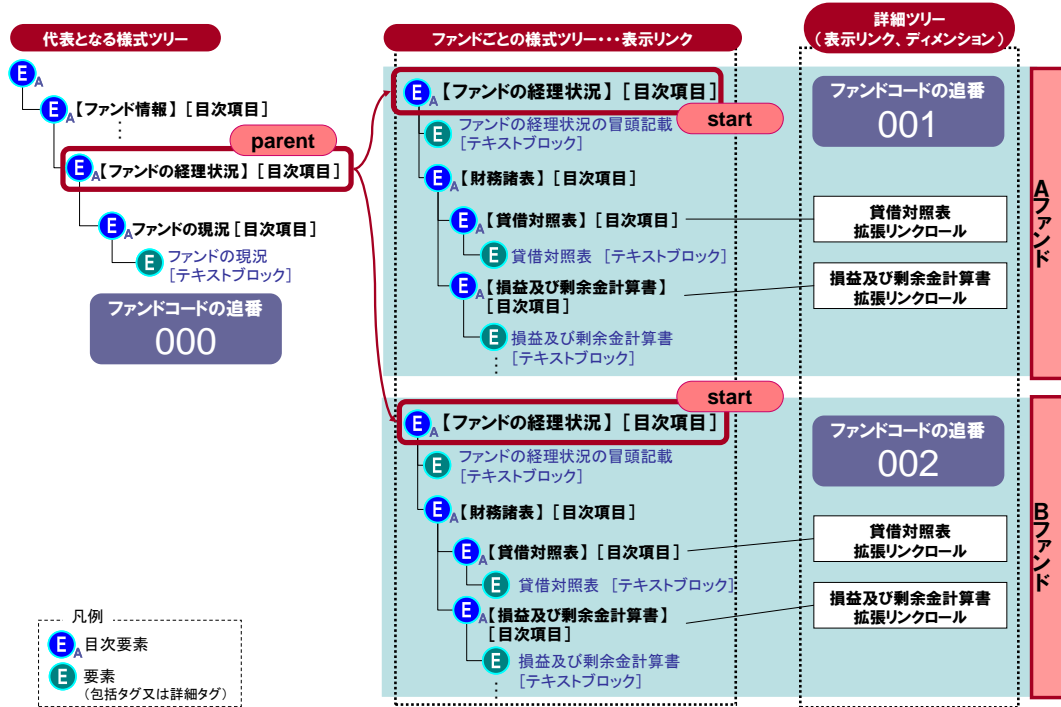 代表となる様式ツリー
E
A
E
A
【ファンド情報】［目次項目］
⋮
parent
E
A
【ファンドの経理状況】［目次項目］
E
A
ファンドの現況［目次項目］
E
ファンドの現況
［テキストブロック］
ファンドコードの追番
000
凡例
E
A
目次要素
E
要素
（包括タグ又は詳細タグ）
ファンドごとの様式ツリー・・・表示リンク
E
A
【ファンドの経理状況】［目次項目］
start
E
ファンドの経理状況の冒頭記載
［テキストブロック］
E
A
【財務諸表】［目次項目］
E
A
【貸借対照表】［目次項目］
E
貸借対照表 ［テキストブロック］
E
A
【損益及び剰余金計算書】
［目次項目］
E
損益及び剰余金計算書
［テキストブロック］
⋮
start
E
A
【ファンドの経理状況】［目次項目］
E
ファンドの経理状況の冒頭記載
［テキストブロック］
E
A
【財務諸表】［目次項目］
E
A
【貸借対照表】［目次項目］
E
貸借対照表 ［テキストブロック］
E
A
【損益及び剰余金計算書】
［目次項目］
E
損益及び剰余金計算書
［テキストブロック］
⋮
詳細ツリー
（表示リンク、ディメンション）
ファンドコードの追番
001
貸借対照表
拡張リンクロール
損益及び剰余金計算書
拡張リンクロール
Aファンド
ファンドコードの追番
002
貸借対照表
拡張リンクロール
損益及び剰余金計算書
拡張リンクロール
Bファンド